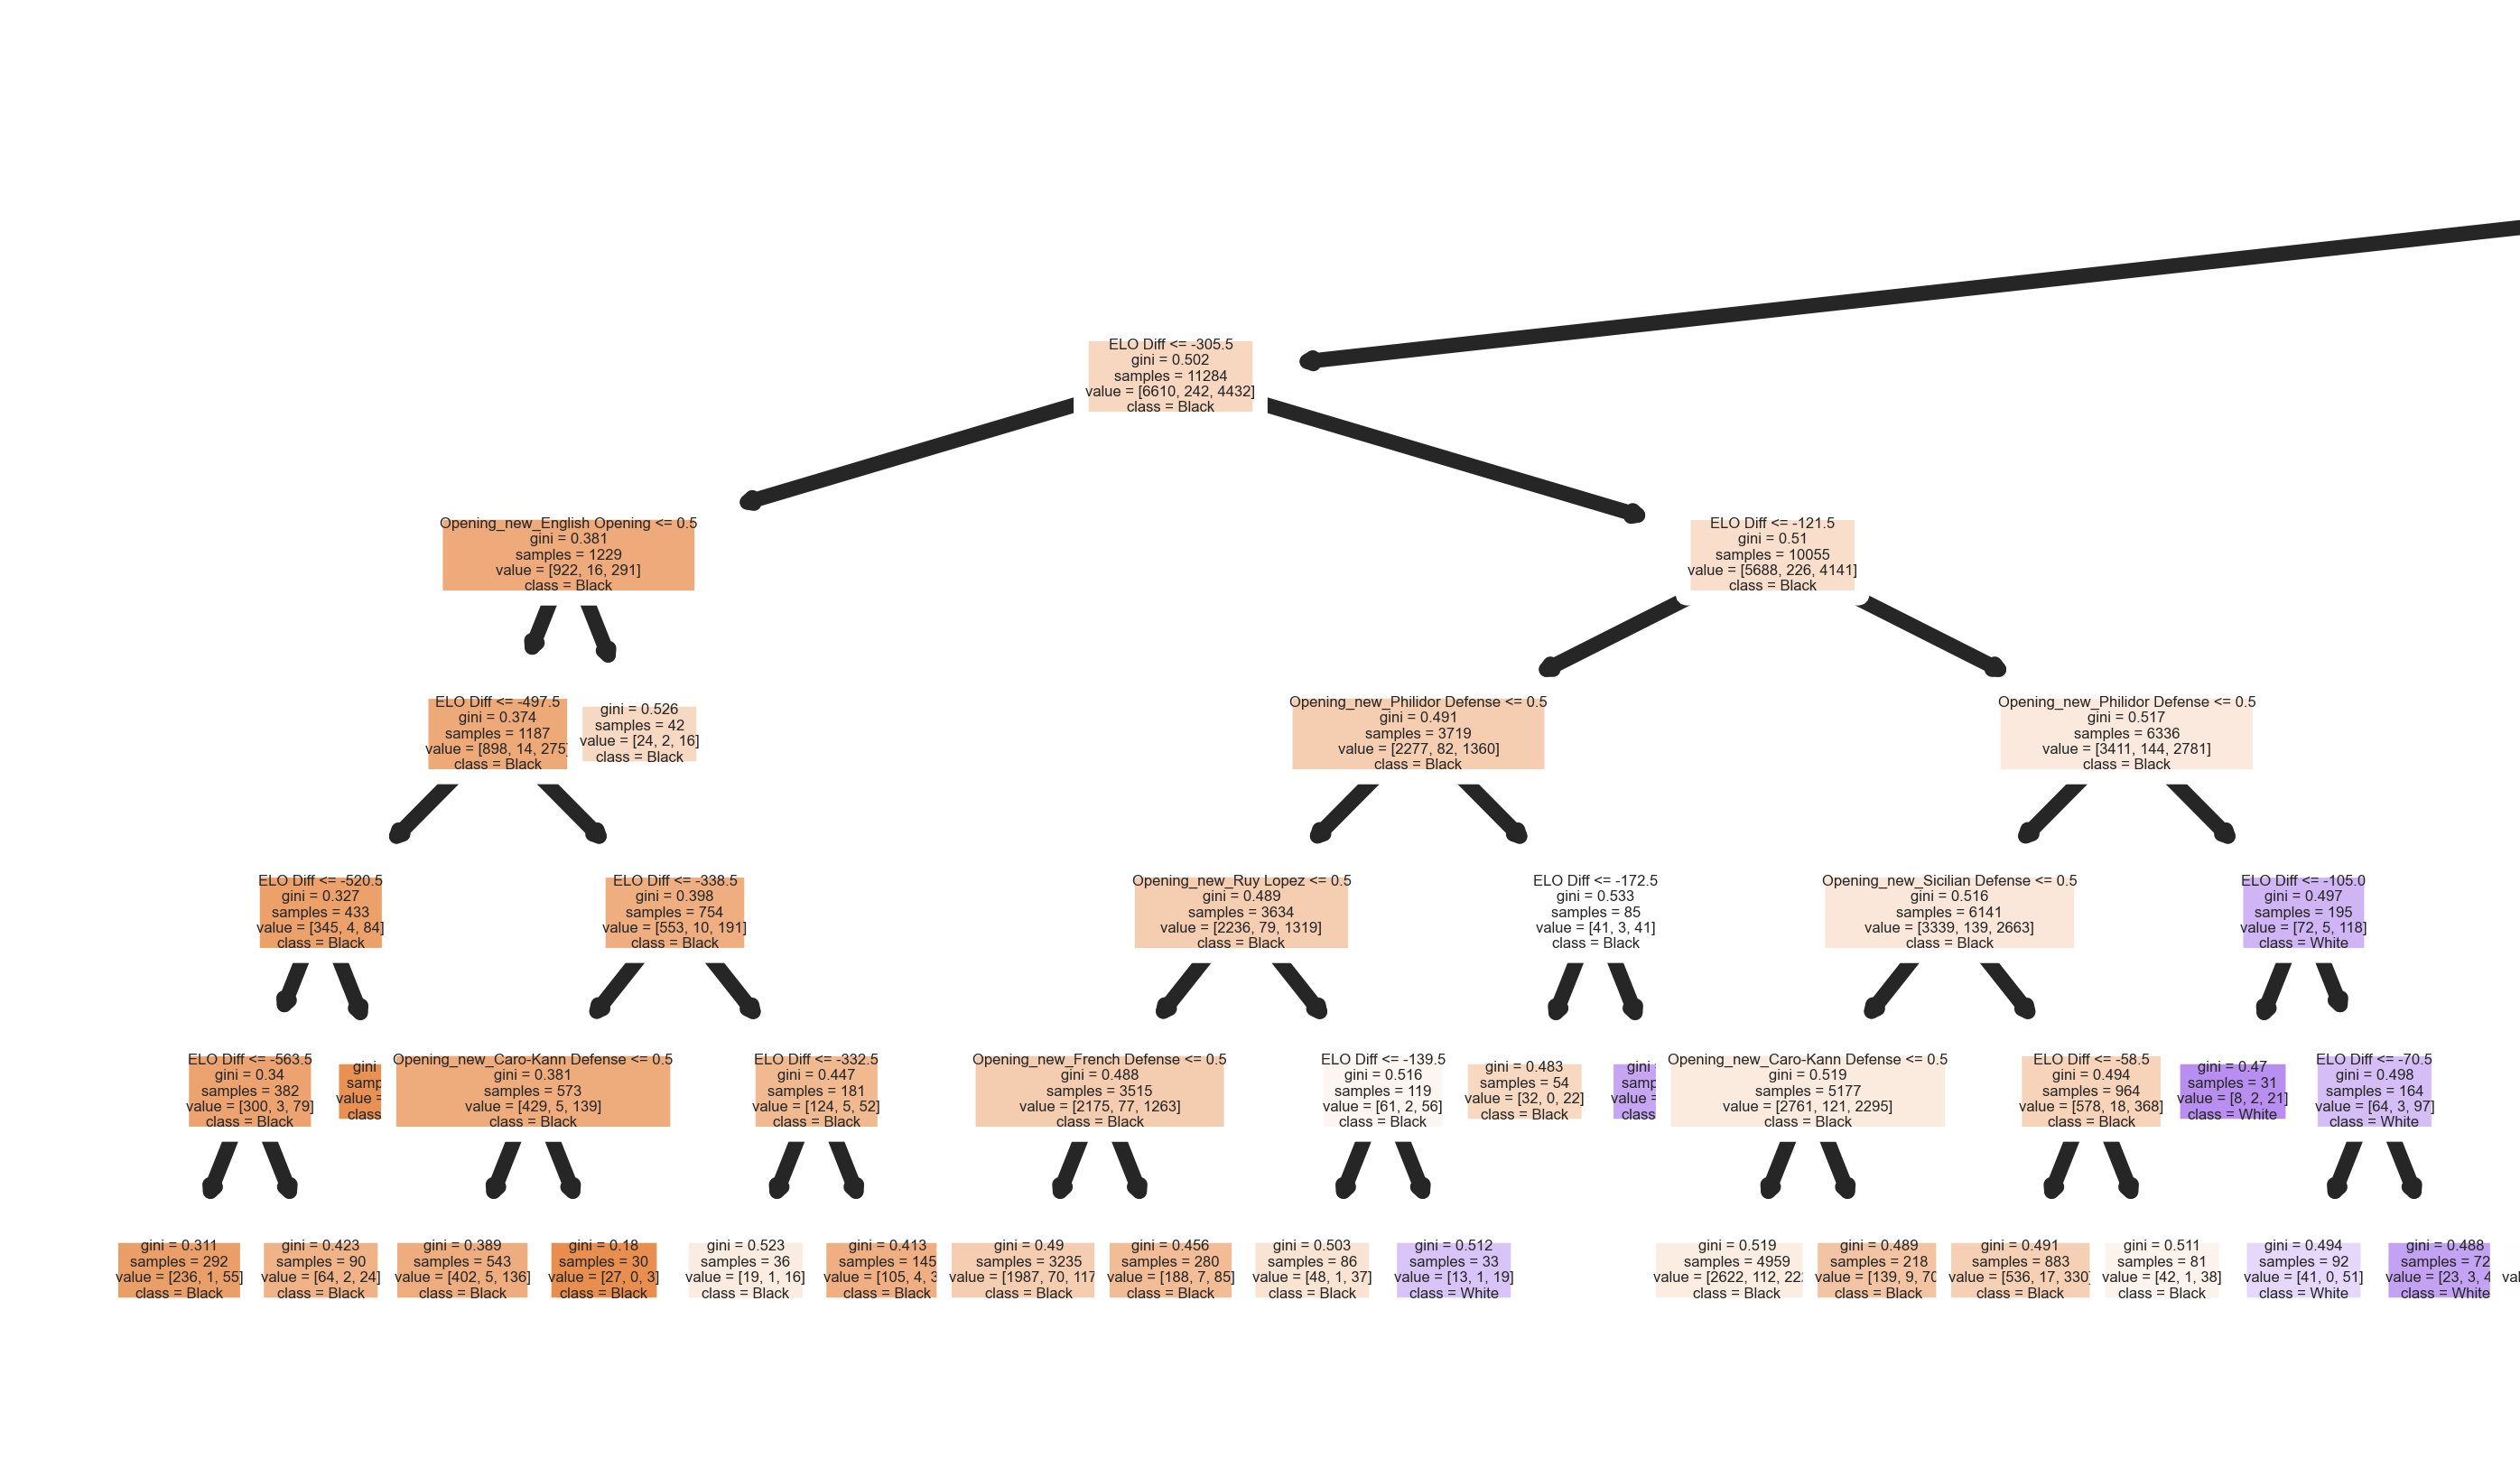 ELO Diff <= -305.5
gini = 0.502
samples = 11284
value = [6610, 242, 4432]
class = Black
Opening_new_English Opening <= 0.5
gini = 0.381
samples = 1229
value = [922, 16, 291]
class = Black
ELO Diff <= -121.5
gini = 0.51
samples = 10055
value = [5688, 226, 4141]
class = Black
ELO Diff <= -497.5
gini = 0.374
samples = 1187
value = [898, 14, 275]
class = Black
gini = 0.526
samples = 42
value = [24, 2, 16]
class = Black
Opening_new_Philidor Defense <= 0.5
gini = 0.491
samples = 3719
value = [2277, 82, 1360]
class = Black
Opening_new_Philidor Defense <= 0.5
gini = 0.517
samples = 6336
value = [3411, 144, 2781]
class = Black
ELO Diff <= -520.5
gini = 0.327
samples = 433
value = [345, 4, 84]
class = Black
ELO Diff <= -338.5
gini = 0.398
samples = 754
value = [553, 10, 191]
class = Black
Opening_new_Ruy Lopez <= 0.5
gini = 0.489
samples = 3634
value = [2236, 79, 1319]
class = Black
ELO Diff <= -172.5
gini = 0.533
samples = 85
value = [41, 3, 41]
class = Black
Opening_new_Sicilian Defense <= 0.5
gini = 0.516
samples = 6141
value = [3339, 139, 2663]
class = Black
ELO Diff <= -105.0
gini = 0.497
samples = 195
value = [72, 5, 118]
class = White
ELO Diff <= -563.5
gini = 0.34
samples = 382
value = [300, 3, 79]
class = Black
gini
value =
class
Opening_new_Caro-Kann Defense <= 0.5
gini = 0.381
samples = 573
value = [429, 5, 139]
class = Black
ELO Diff <= -332.5
gini = 0.447
samples = 181
value = [124, 5, 52]
class = Black
Opening_new_French Defense <= 0.5
gini = 0.488
samples = 3515
value = [2175, 77, 1263]
class = Black
ELO Diff <= -139.5
gini = 0.516
samples = 119
value = [61, 2, 56]
class = Black
gini = 0.483
samples = 54
value = [32, 0, 22]
class = Black
gini
value =
class
Opening_new_Caro-Kann Defense <= 0.5
gini = 0.519
samples = 5177
value = [2761, 121, 2295]
class = Black
ELO Diff <= -58.5
gini = 0.494
samples = 964
value = [578, 18, 368]
class = Black
gini = 0.47
samples = 31
value = [8, 2, 21]
class = White
ELO Diff <= -70.5
gini = 0.498
samples = 164
value = [64, 3, 97]
class = White
gini = 0.311
samples = 292
value = [236, 1, 55]
class = Black
gini = 0.423
samples = 90
value = [64, 2, 24]
class = Black
gini = 0.389
samples = 543
value = [402, 5, 136]
class = Black
gini = 0.18
samples = 30
value = [27, 0, 3]
class = Black
gini = 0.523
samples = 36
value = [19, 1, 16]
class = Black
gini = 0.413
samples = 145
value = [105, 4,
class = Black
gini = 0.49
samples = 3235
value = [1987, 70,
class = Black
gini = 0.456
samples = 280
value = [188, 7, 85]
class = Black
gini = 0.503
samples = 86
value = [48, 1, 37]
class = Black
gini = 0.512
samples = 33
value = [13, 1, 19]
class = White
gini = 0.519
samples = 4959
value = [2622, 112,
class = Black
gini = 0.489
samples = 218
value = [139, 9, 70
class = Black
gini = 0.491
samples = 883
value = [536, 17, 330]
class = Black
gini = 0.511
samples = 81
value = [42, 1, 38]
class = Black
gini = 0.494
samples = 92
value = [41, 0, 51]
class = White
gini = 0.488
samples = 72
value = [23, 3,
class = White